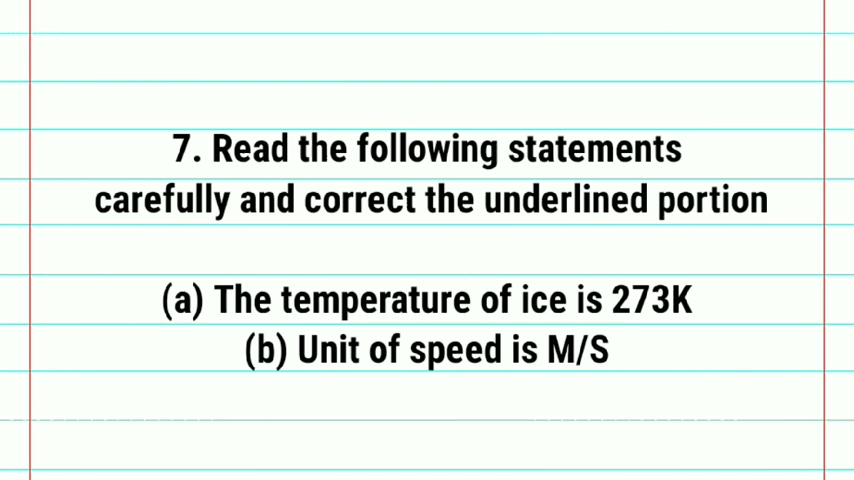 7. Read the following statements
carefully and correct the underlined portion
(a) The temperature of ice is 273K
(b) Unit of speed is M/S